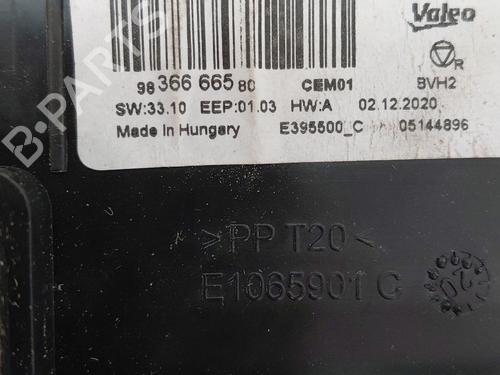 Valeo
R
98 366 665 80 CEM01 BVH2
SW:33.10 EEP:01.03 HW:A 02.12.2020
Made In Hungary E395500_C 05144896
B-PARTS
>PP T20<
E1065901 C
20